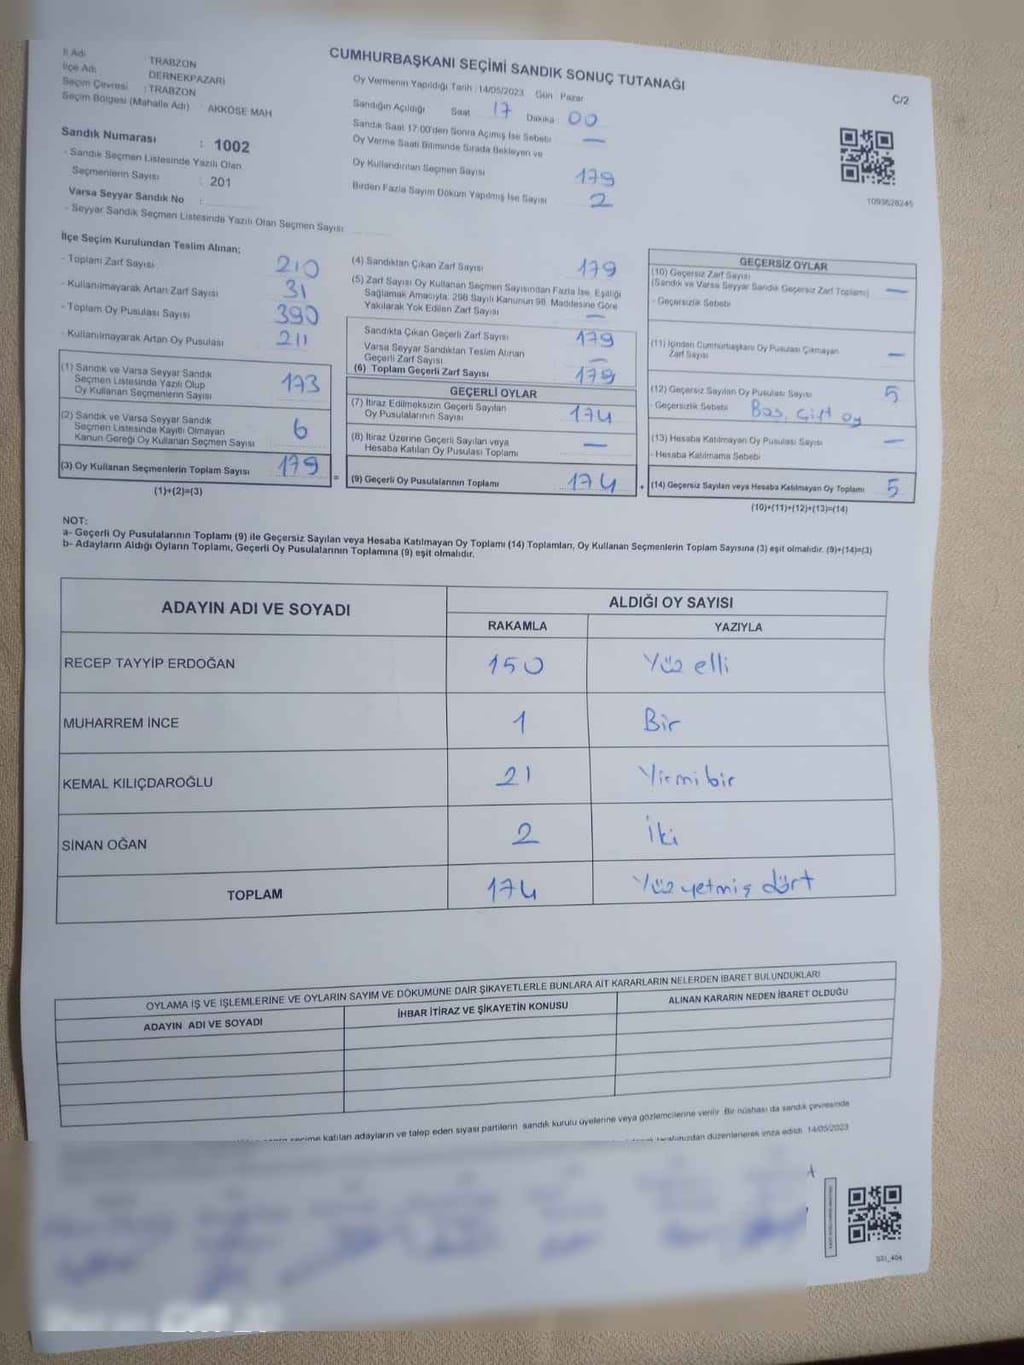 CUMHURBAŞKANI SEÇİMİ SANDIK SONUÇ TUTANAĞI
C/2
İl Adı : TRABZON
İlçe Adı : DERNEKPAZARI
Seçim Çevresi : TRABZON
Seçim Bölgesi (Mahalle Adı) AKKÖSE MAH
Sandık Numarası : 1002
- Sandık Seçmen Listesinde Yazılı Olan
Seçmenlerin Sayısı : 201
Varsa Seyyar Sandık No :
- Seyyar Sandık Seçmen Listesinde Yazılı Olan Seçmen Sayısı:
Oy Vermenin Yapıldığı Tarih : 14/05/2023 Gün : Pazar
Sandığın Açıldığı Saat 17 Dakika : 00
Sandık Saat 17:00'den Sonra Açılmış İse Sebebi —
Oy Verme Saati Bitiminde Sırada Bekleyen ve
Oy Kullandırılan Seçmen Sayısı 179
Birden Fazla Sayım Döküm Yapılmış İse Sayısı 2
1093628245
İlçe Seçim Kurulundan Teslim Alınan;
- Toplam Zarf Sayısı 210
- Kullanılmayarak Artan Zarf Sayısı 31
- Toplam Oy Pusulası Sayısı 390
- Kullanılmayarak Artan Oy Pusulası 211
(1) Sandık ve Varsa Seyyar Sandık
Seçmen Listesinde Yazılı Olup
Oy Kullanan Seçmenlerin Sayısı 173
(2) Sandık ve Varsa Seyyar Sandık
Seçmen Listesinde Kayıtlı Olmayan
Kanun Gereği Oy Kullanan Seçmen Sayısı 6
(3) Oy Kullanan Seçmenlerin Toplam Sayısı 179 =
(1)+(2)=(3)
(4) Sandıktan Çıkan Zarf Sayısı 179
(5) Zarf Sayısı Oy Kullanan Seçmen Sayısından Fazla İse, Eşitliği
Sağlamak Amacıyla, 298 Sayılı Kanunun 98. Maddesine Göre
Yakılarak Yok Edilen Zarf Sayısı —
Sandıkta Çıkan Geçerli Zarf Sayısı 179
Varsa Seyyar Sandıktan Teslim Alınan
Geçerli Zarf Sayısı —
(6) Toplam Geçerli Zarf Sayısı 179
GEÇERLİ OYLAR
(7) İtiraz Edilmeksizin Geçerli Sayılan
Oy Pusulalarının Sayısı 174
(8) İtiraz Üzerine Geçerli Sayılan veya
Hesaba Katılan Oy Pusulası Toplamı —
(9) Geçerli Oy Pusulalarının Toplamı 174 +
GEÇERSİZ OYLAR
(10) Geçersiz Zarf Sayısı
(Sandık ve Varsa Seyyar Sandık Geçersiz Zarf Toplamı) —
- Geçersizlik Sebebi
(11) İçinden Cumhurbaşkanı Oy Pusulası Çıkmayan
Zarf Sayısı —
(12) Geçersiz Sayılan Oy Pusulası Sayısı 5
- Geçersizlik Sebebi Boş, Çift oy
(13) Hesaba Katılmayan Oy Pusulası Sayısı —
- Hesaba Katılmama Sebebi
(14) Geçersiz Sayılan veya Hesaba Katılmayan Oy Toplamı 5
(10)+(11)+(12)+(13)=(14)
NOT:
a- Geçerli Oy Pusulalarının Toplamı (9) ile Geçersiz Sayılan veya Hesaba Katılmayan Oy Toplamı (14) Toplamları, Oy Kullanan Seçmenlerin Toplam Sayısına (3) eşit olmalıdır. (9)+(14)=(3)
b- Adayların Aldığı Oyların Toplamı, Geçerli Oy Pusulalarının Toplamına (9) eşit olmalıdır.
ADAYIN ADI VE SOYADI ALDIĞI OY SAYISI
RAKAMLA YAZIYLA
RECEP TAYYİP ERDOĞAN 150 Yüz elli
MUHARREM İNCE 1 Bir
KEMAL KILIÇDAROĞLU 21 Yirmi bir
SİNAN OĞAN 2 İki
TOPLAM 174 Yüz yetmiş dört
OYLAMA İŞ VE İŞLEMLERİNE VE OYLARIN SAYIM VE DÖKÜMÜNE DAİR ŞİKAYETLERLE BUNLARA AİT KARARLARIN NELERDEN İBARET BULUNDUKLARI
ADAYIN ADI VE SOYADI İHBAR İTİRAZ VE ŞİKAYETİN KONUSU ALINAN KARARIN NEDEN İBARET OLDUĞU
seçime katılan adayların ve talep eden siyasi partilerin sandık kurulu üyelerine veya gözlemcilerine verilir. Bir nüshası da sandık çevresinde
tarafımızdan düzenlenerek imza edildi. 14/05/2023